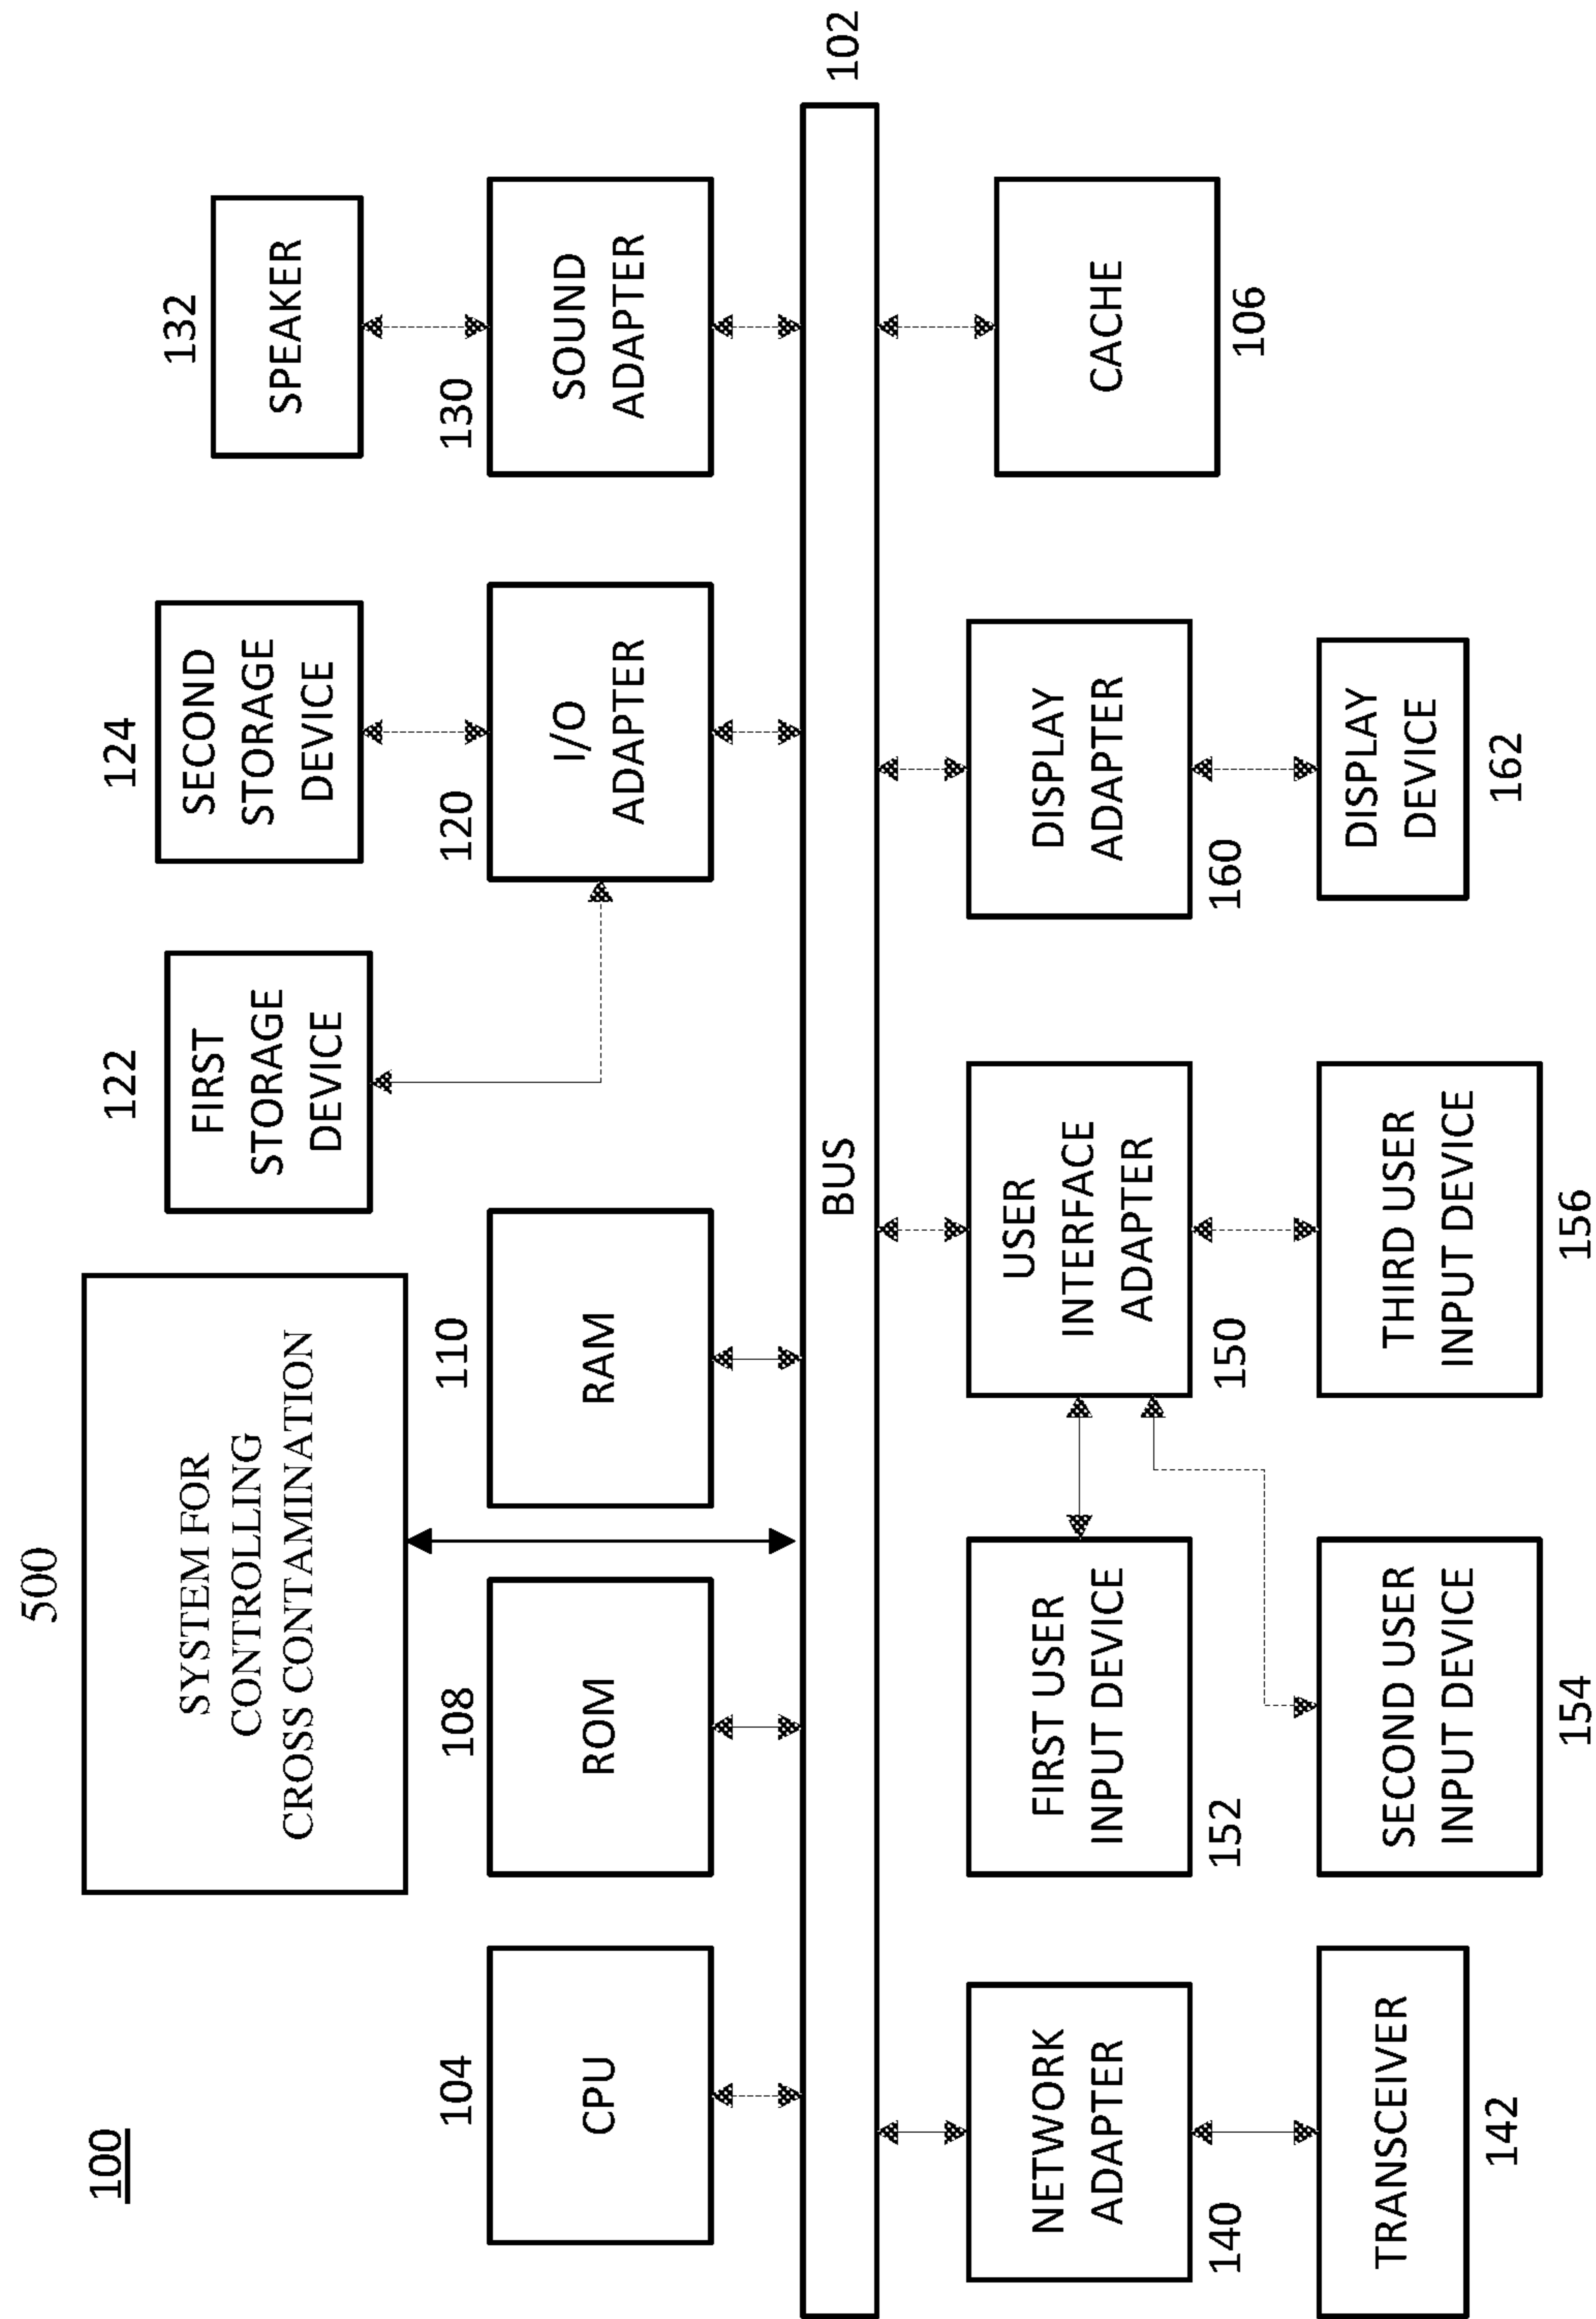 100
500
SYSTEM FOR
CONTROLLING
CROSS CONTAMINATION
122
FIRST
STORAGE
DEVICE
124
SECOND
STORAGE
DEVICE
132
SPEAKER
104
CPU
108
ROM
110
RAM
120
I/O
ADAPTER
130
SOUND
ADAPTER
BUS
102
NETWORK
ADAPTER
140
FIRST USER
INPUT DEVICE
152
USER
INTERFACE
ADAPTER
150
DISPLAY
ADAPTER
160
CACHE
106
TRANSCEIVER
142
SECOND USER
INPUT DEVICE
154
THIRD USER
INPUT DEVICE
156
DISPLAY
DEVICE
162